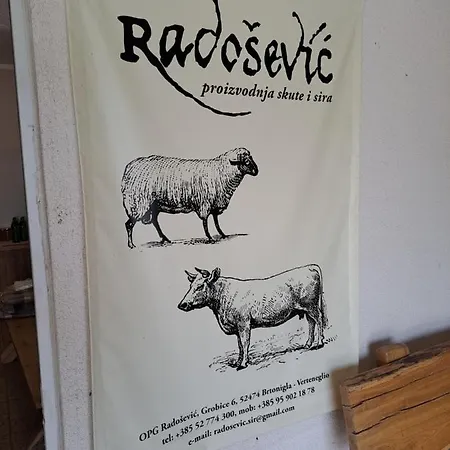 Radošević
proizvodnja skute i sira
OPG Radošević, Grobice 6, 52474 Brtonigla - Verteneglio
tel: +385 52 774 300, mob: +385 95 902 18 78
e-mail: radosevic.sir@gmail.com